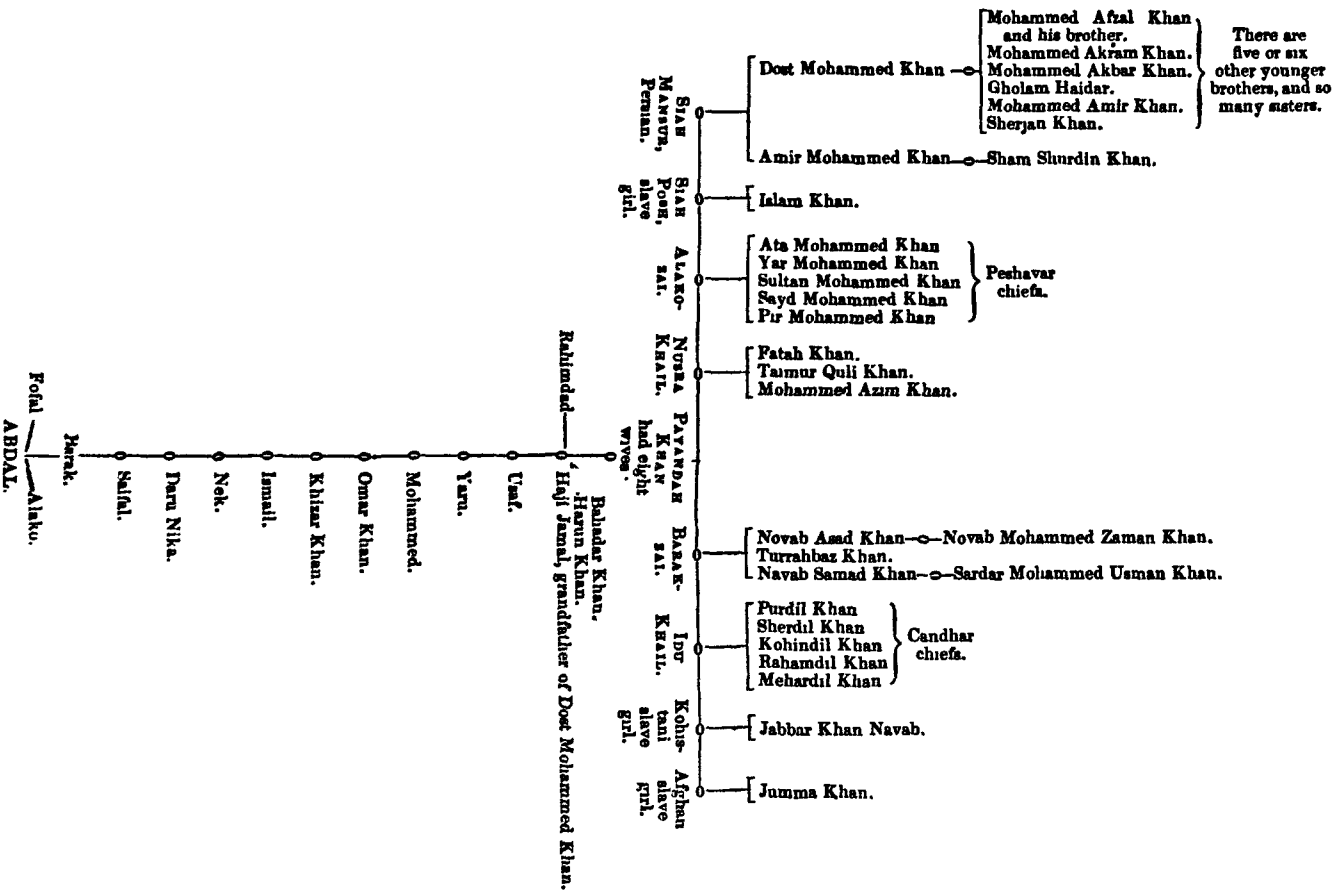 ABDAL.
Fofal
Alaku.
Barak.
Saifal.
Daru Nika.
Nek.
Ismail.
Khizar Khan.
Omar Khan.
Mohammed.
Yaru.
Usaf.
Rahimdad
Haji Jamal, grandfather of Dost Mohammed Khan.
Harun Khan.
Bahadar Khan.
PAYANDAH
KHAN
had eight
wives.
SIAH
MANSUR,
Persian.
Dost Mohammed Khan
Mohammed Afzal Khan
and his brother.
Mohammed Akram Khan.
Mohammed Akbar Khan.
Gholam Haidar.
Mohammed Amir Khan.
Sherjan Khan.
There are
five or six
other younger
brothers, and so
many sisters.
Amir Mohammed Khan
Sham Shurdin Khan.
SIAH
POSH,
slave
girl.
Islam Khan.
ALAKO-
ZAI.
Ata Mohammed Khan
Yar Mohammed Khan
Sultan Mohammed Khan
Sayd Mohammed Khan
Pir Mohammed Khan
Peshavar
chiefs.
NUSRA
KHAIL.
Fatah Khan.
Taimur Quli Khan.
Mohammed Azim Khan.
BARAK-
ZAI.
Novab Asad Khan
Novab Mohammed Zaman Khan.
Turrahbaz Khan.
Navab Samad Khan
Sardar Mohammed Usman Khan.
IDU
KHAIL.
Purdil Khan
Sherdil Khan
Kohindil Khan
Rahamdil Khan
Mehardil Khan
Candhar
chiefs.
Kohis-
tani
slave
girl.
Jabbar Khan Navab.
Afghan
slave
girl.
Jumma Khan.